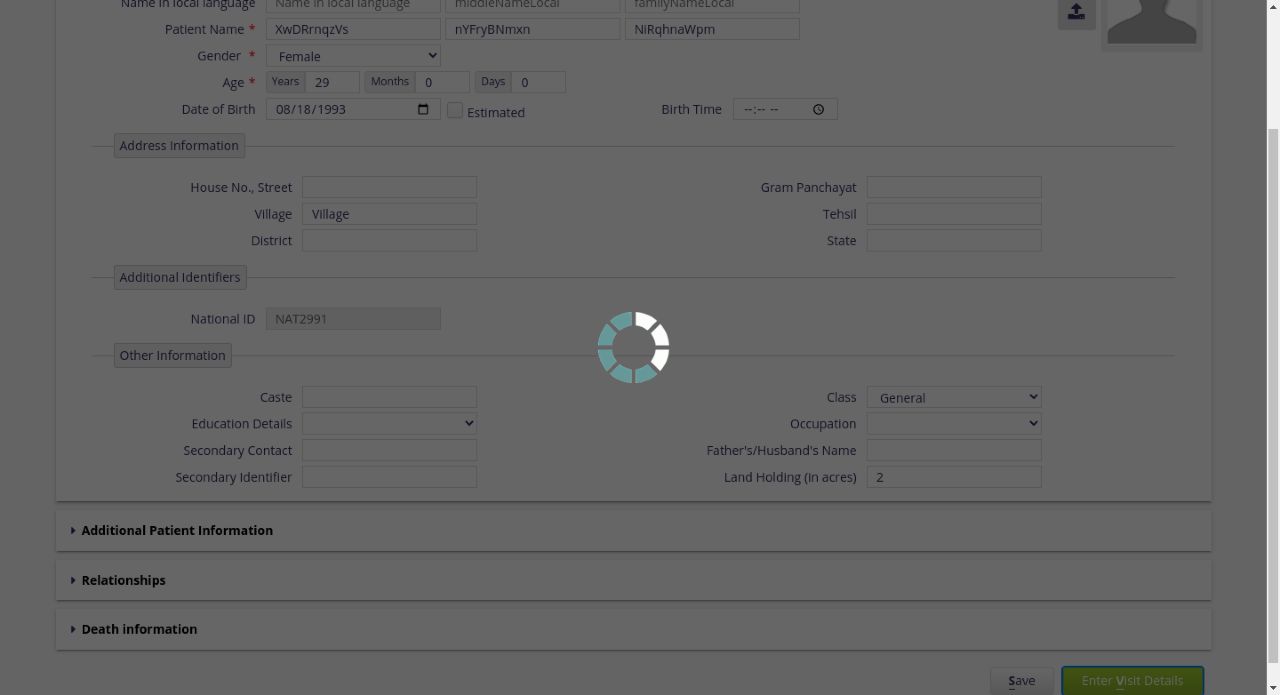 Name in local language Name in local language middleNameLocal familyNameLocal
Patient Name * XwDRrnqzVs nYFryBNmxn NiRqhnaWpm
Gender * Female
Age * Years 29 Months 0 Days 0
Date of Birth 08/18/1993 Estimated Birth Time --:-- --
Address Information
House No., Street Gram Panchayat
Village Village Tehsil
District State
Additional Identifiers
National ID NAT2991
Other Information
Caste Class General
Education Details Occupation
Secondary Contact Father's/Husband's Name
Secondary Identifier Land Holding (in acres) 2
Additional Patient Information
Relationships
Death information
Save Enter Visit Details